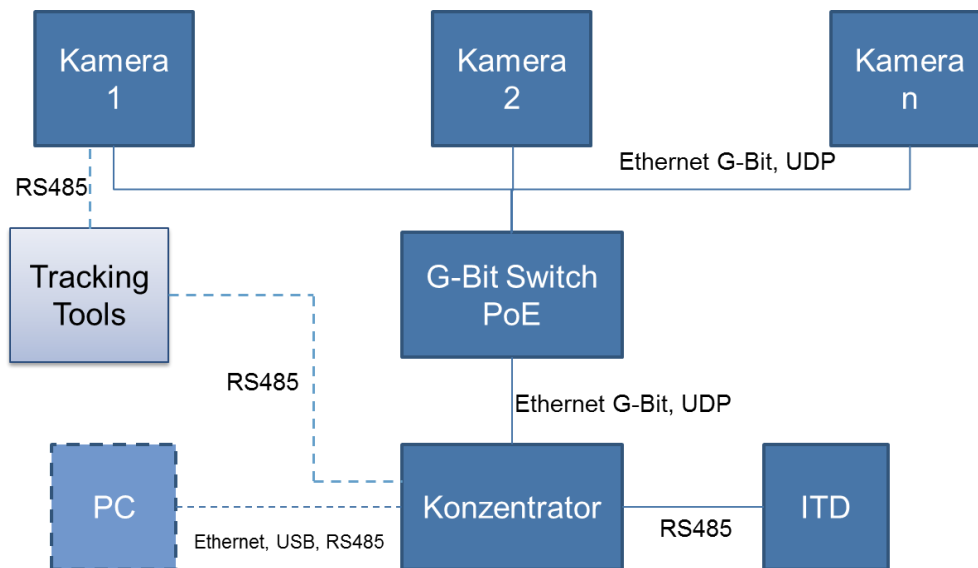 Kamera
1
Kamera
2
Kamera
n
Ethernet G-Bit, UDP
RS485
Tracking
Tools
G-Bit Switch
PoE
RS485
Ethernet G-Bit, UDP
PC
Konzentrator
ITD
RS485
Ethernet, USB, RS485